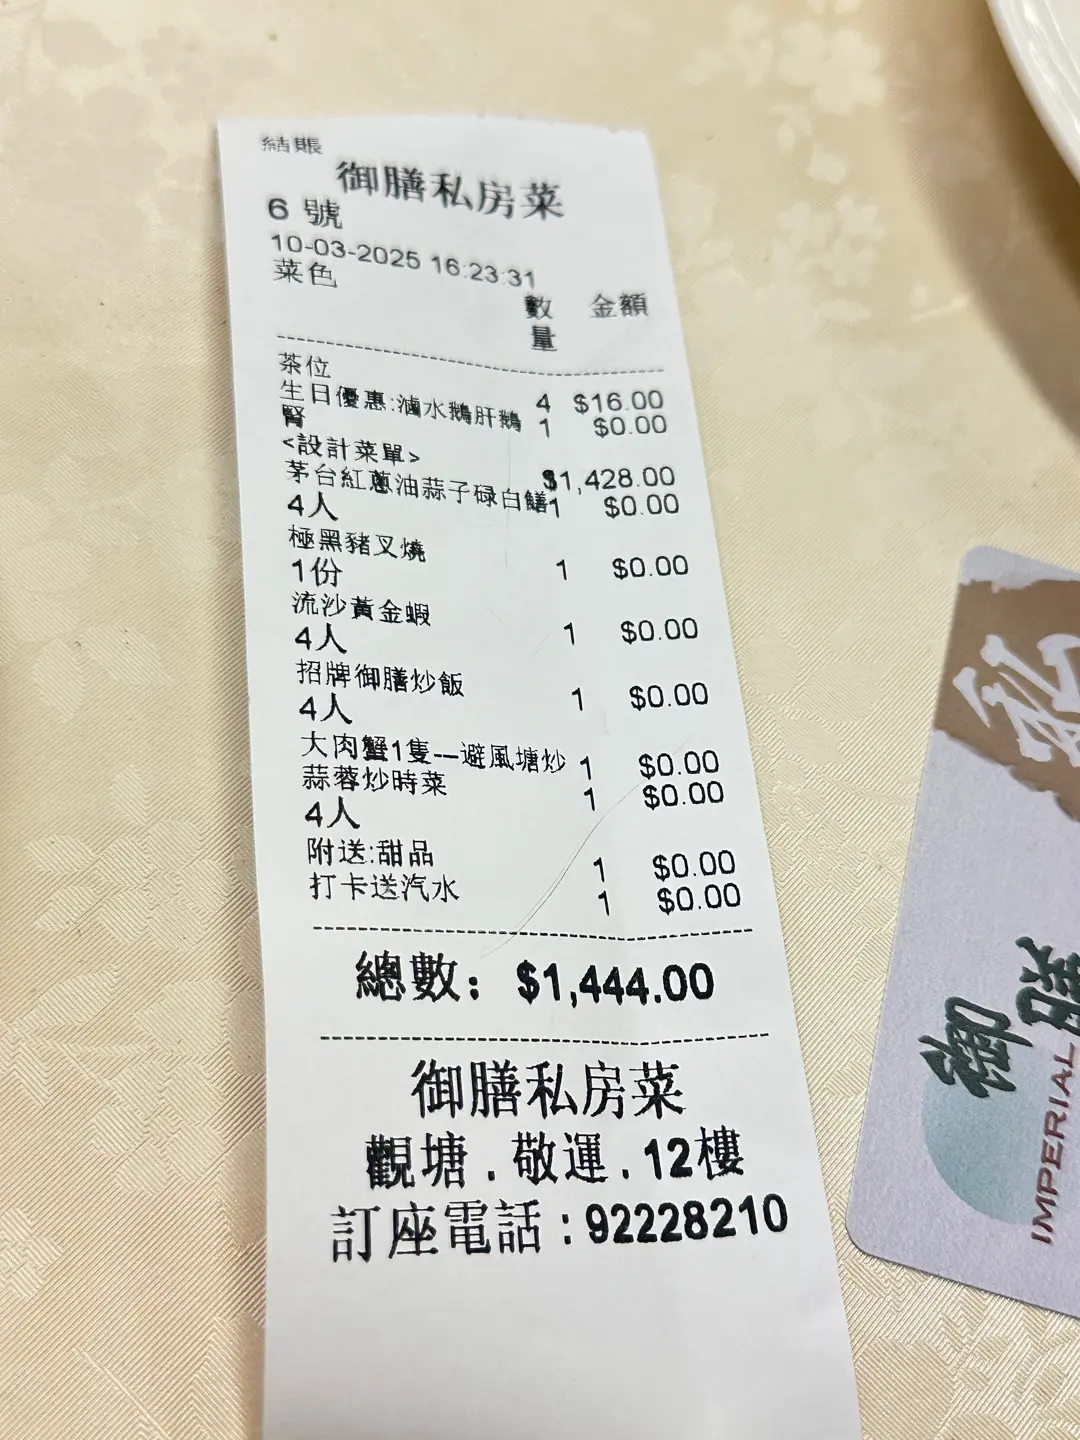 結賬
御膳私房菜
6 號
10-03-2025 16:23:31
菜色
數量 金額
茶位 4 $16.00
生日優惠:滷水鵝肝鵝腎 1 $0.00
<設計菜單> $1,428.00
茅台紅蔥油蒜子碌白鱔 1 $0.00
4人
極黑豬叉燒
1份 1 $0.00
流沙黃金蝦
4人 1 $0.00
招牌御膳炒飯
4人 1 $0.00
大肉蟹1隻---避風塘炒 1 $0.00
蒜蓉炒時菜 1 $0.00
4人
附送:甜品 1 $0.00
打卡送汽水 1 $0.00
總數: $1,444.00
御膳私房菜
觀塘.敬運.12樓
訂座電話:92228210
私
御膳
IMPERIAL